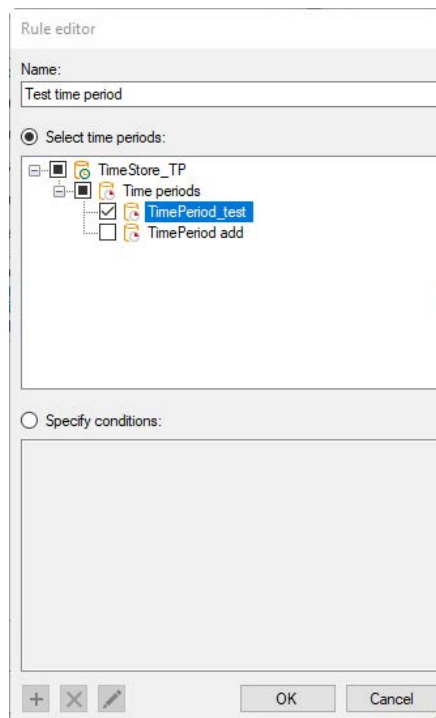 Rule editor
Name:
Test time period
Select time periods:
TimeStore_TP
Time periods
TimePeriod_test
TimePeriod add
Specify conditions:
OK Cancel